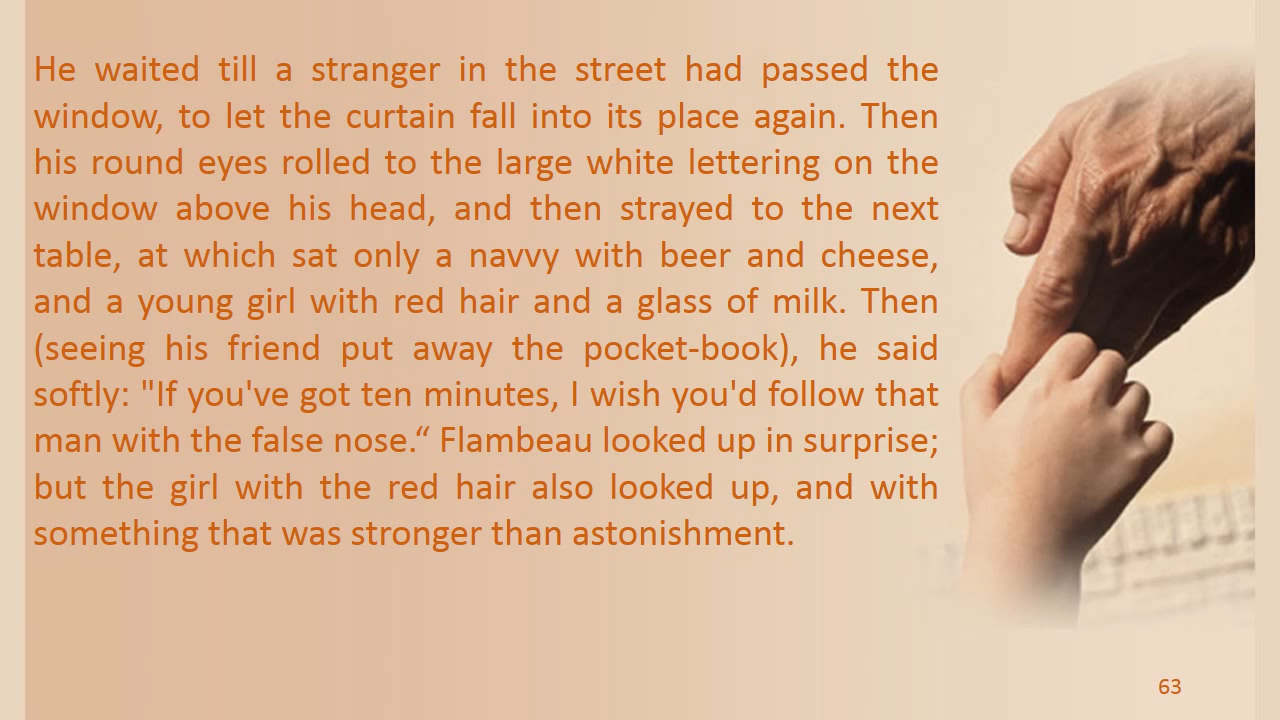 He waited till a stranger in the street had passed the
window, to let the curtain fall into its place again. Then
his round eyes rolled to the large white lettering on the
window above his head, and then strayed to the next
table, at which sat only a navvy with beer and cheese,
and a young girl with red hair and a glass of milk. Then
(seeing his friend put away the pocket-book), he said
softly: "If you've got ten minutes, I wish you'd follow that
man with the false nose.“ Flambeau looked up in surprise;
but the girl with the red hair also looked up, and with
something that was stronger than astonishment.
63